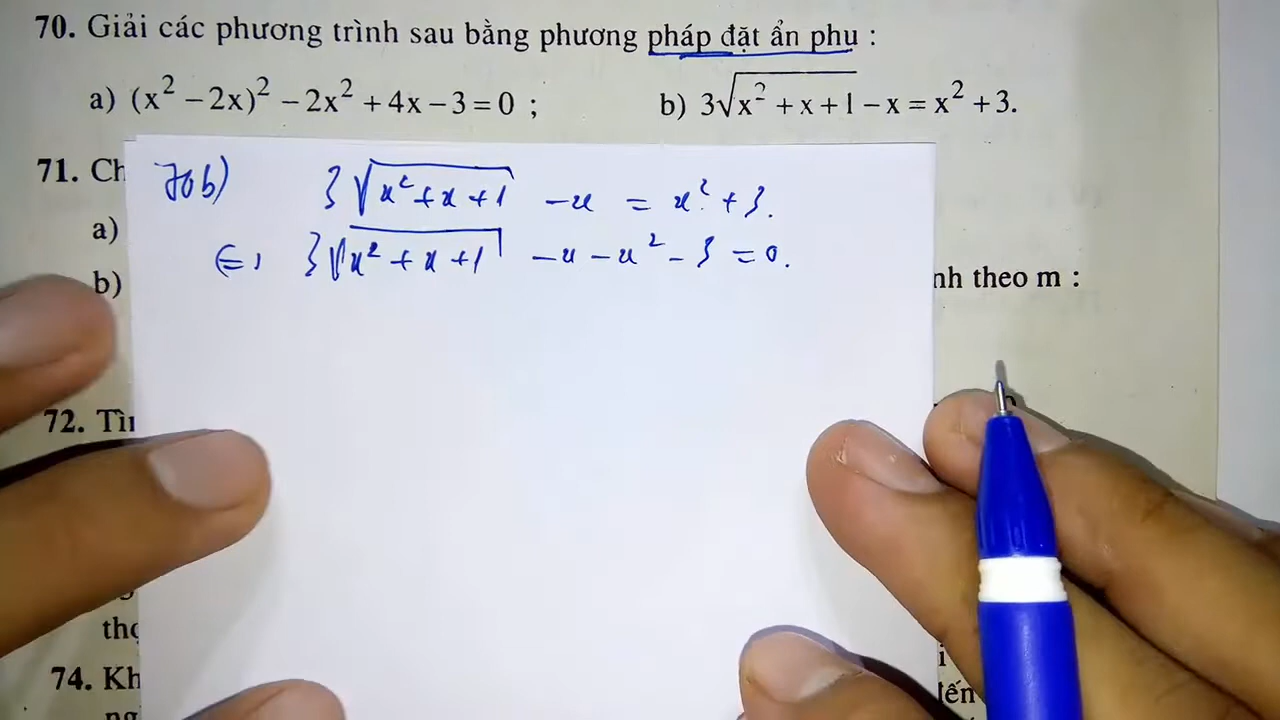 70. Giải các phương trình sau bằng phương pháp đặt ẩn phụ :
a) (x² − 2x)² − 2x² + 4x − 3 = 0 ;
b) 3√(x² + x + 1) − x = x² + 3.
71. Ch
70b) 3√(x² + x + 1) − x = x² + 3.
a)
⇔ 3√(x² + x + 1) − x − x² − 3 = 0.
b)
nh theo m :
72. Tìr
thọ
74. Kh
đến